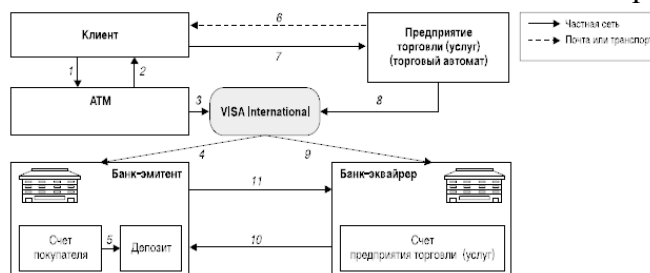 6
Клиент
7
Предприятие
торговли (услуг)
(торговый автомат)
Частная сеть
Почта или транспорт
1
2
ATM
3
VISA International
8
4
9
Банк-эмитент
11
Банк-эквайрер
Счет
покупателя
5
Депозит
10
Счет
предприятия торговли (услуг)